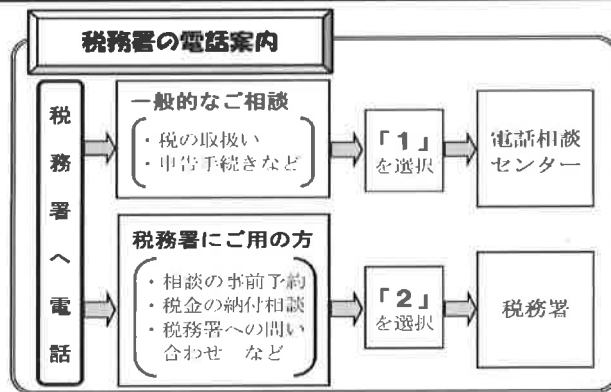 税務署の電話案内
税務署へ電話
一般的なご相談
・税の取扱い
・申告手続きなど
「1」
を選択
電話相談
センター
税務署にご用の方
・相談の事前予約
・税金の納付相談
・税務署への問い
合わせ など
「2」
を選択
税務署